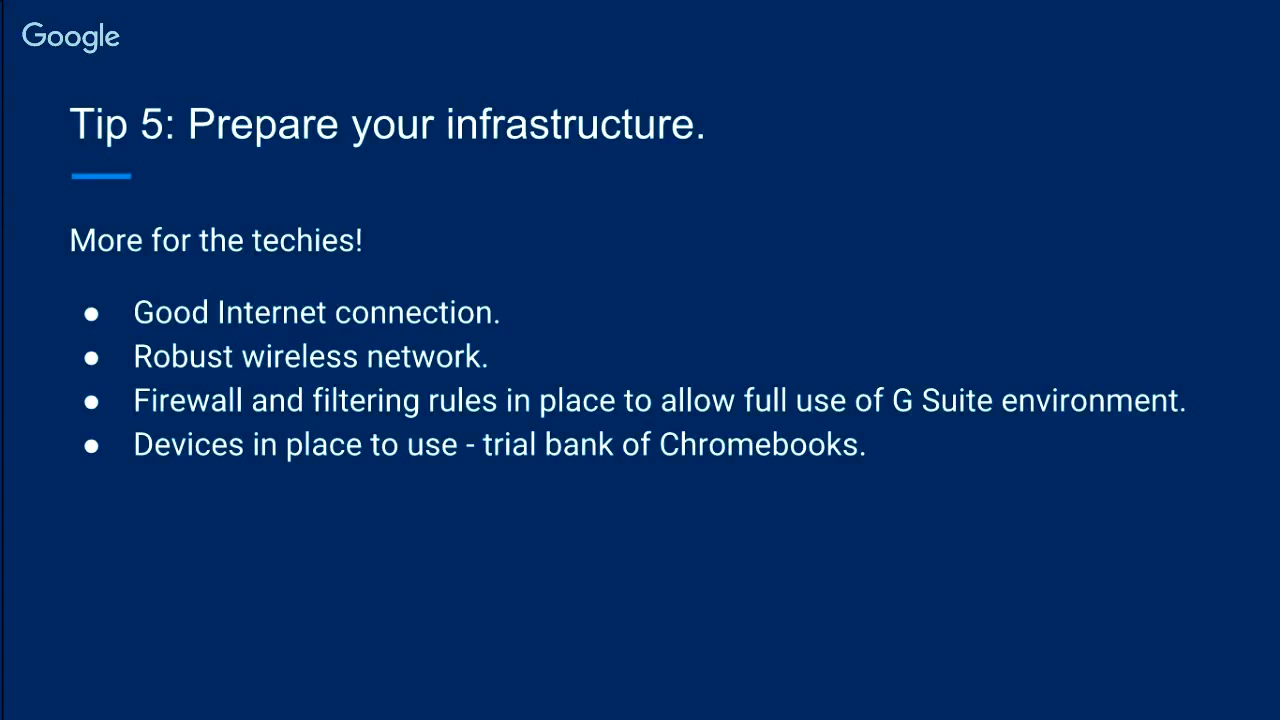 Google
Tip 5: Prepare your infrastructure.
More for the techies!
● Good Internet connection.
● Robust wireless network.
● Firewall and filtering rules in place to allow full use of G Suite environment.
● Devices in place to use - trial bank of Chromebooks.